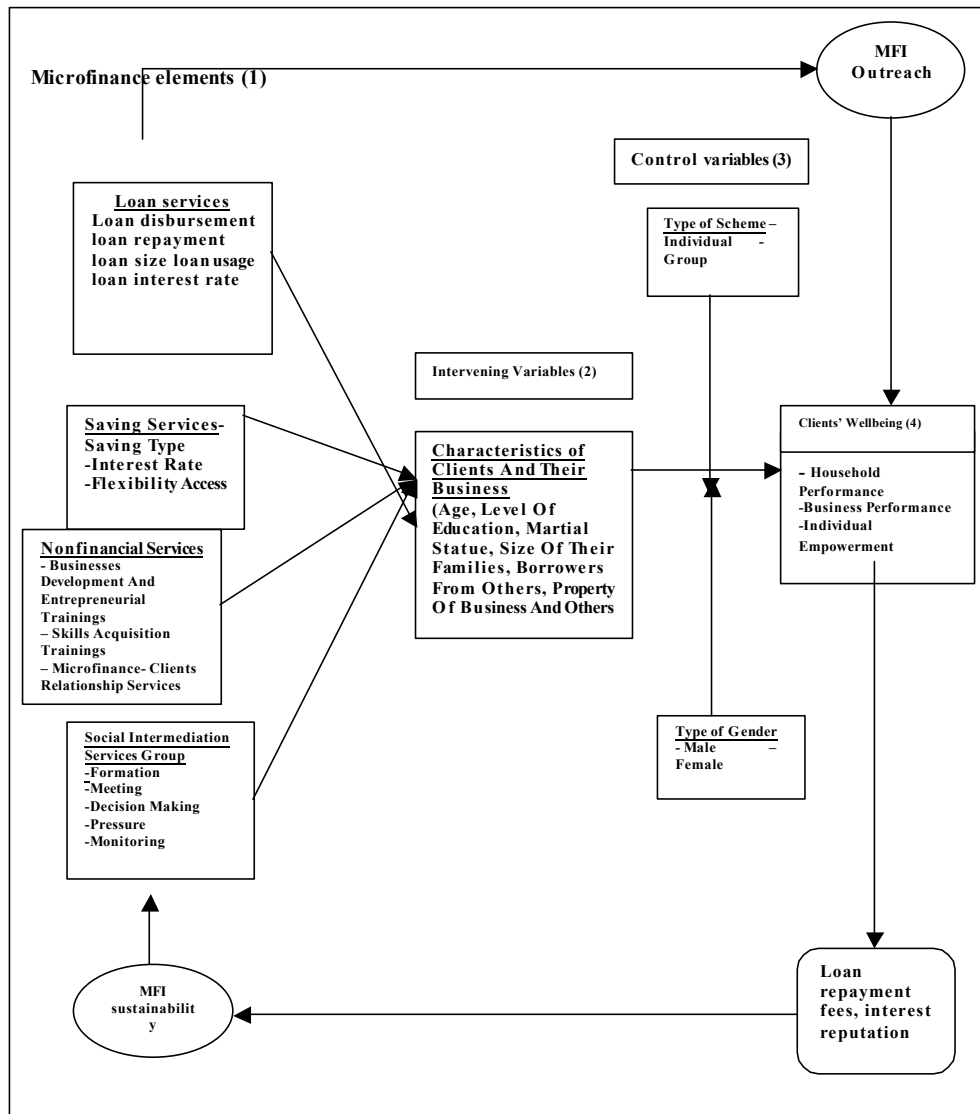 MFI
Outreach
Microfinance elements (1)
Control variables (3)
Loan services
Loan disbursement
loan repayment
loan size loan usage
loan interest rate
Type of Scheme –
Individual -
Group
Intervening Variables (2)
Saving Services-
Saving Type
-Interest Rate
-Flexibility Access
Characteristics of
Clients And Their
Business
(Age, Level Of
Education, Martial
Statue, Size Of Their
Families, Borrowers
From Others, Property
Of Business And Others
Clients' Wellbeing (4)
- Household
Performance
-Business Performance
-Individual
Empowerment
Nonfinancial Services
- Businesses
Development And
Entrepreneurial
Trainings
– Skills Acquisition
Trainings
– Microfinance- Clients
Relationship Services
Social Intermediation
Services Group
-Formation
-Meeting
-Decision Making
-Pressure
-Monitoring
Type of Gender
- Male –
Female
MFI
sustainabilit
y
Loan
repayment
fees, interest
reputation